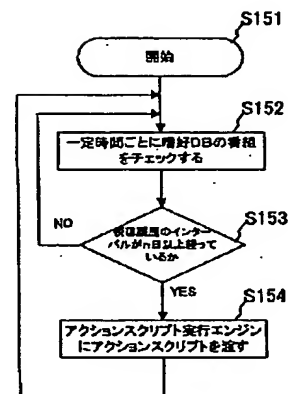 S151
開始
S152
一定時間ごとに嗜好DBの番組
をチェックする
S153
視聴履歴のインター
バルがn日以上経って
いるか
NO
YES
S154
アクションスクリプト実行エンジン
にアクションスクリプトを渡す